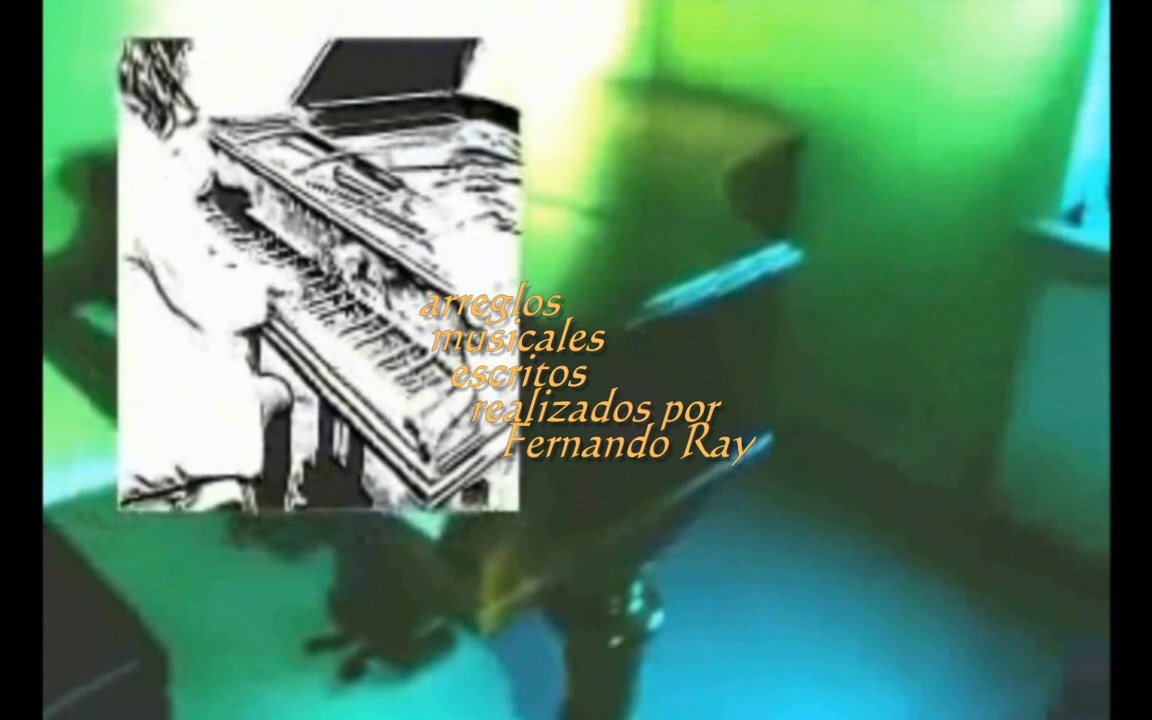 arreglos
musicales
escritos
realizados por
Fernando Ray